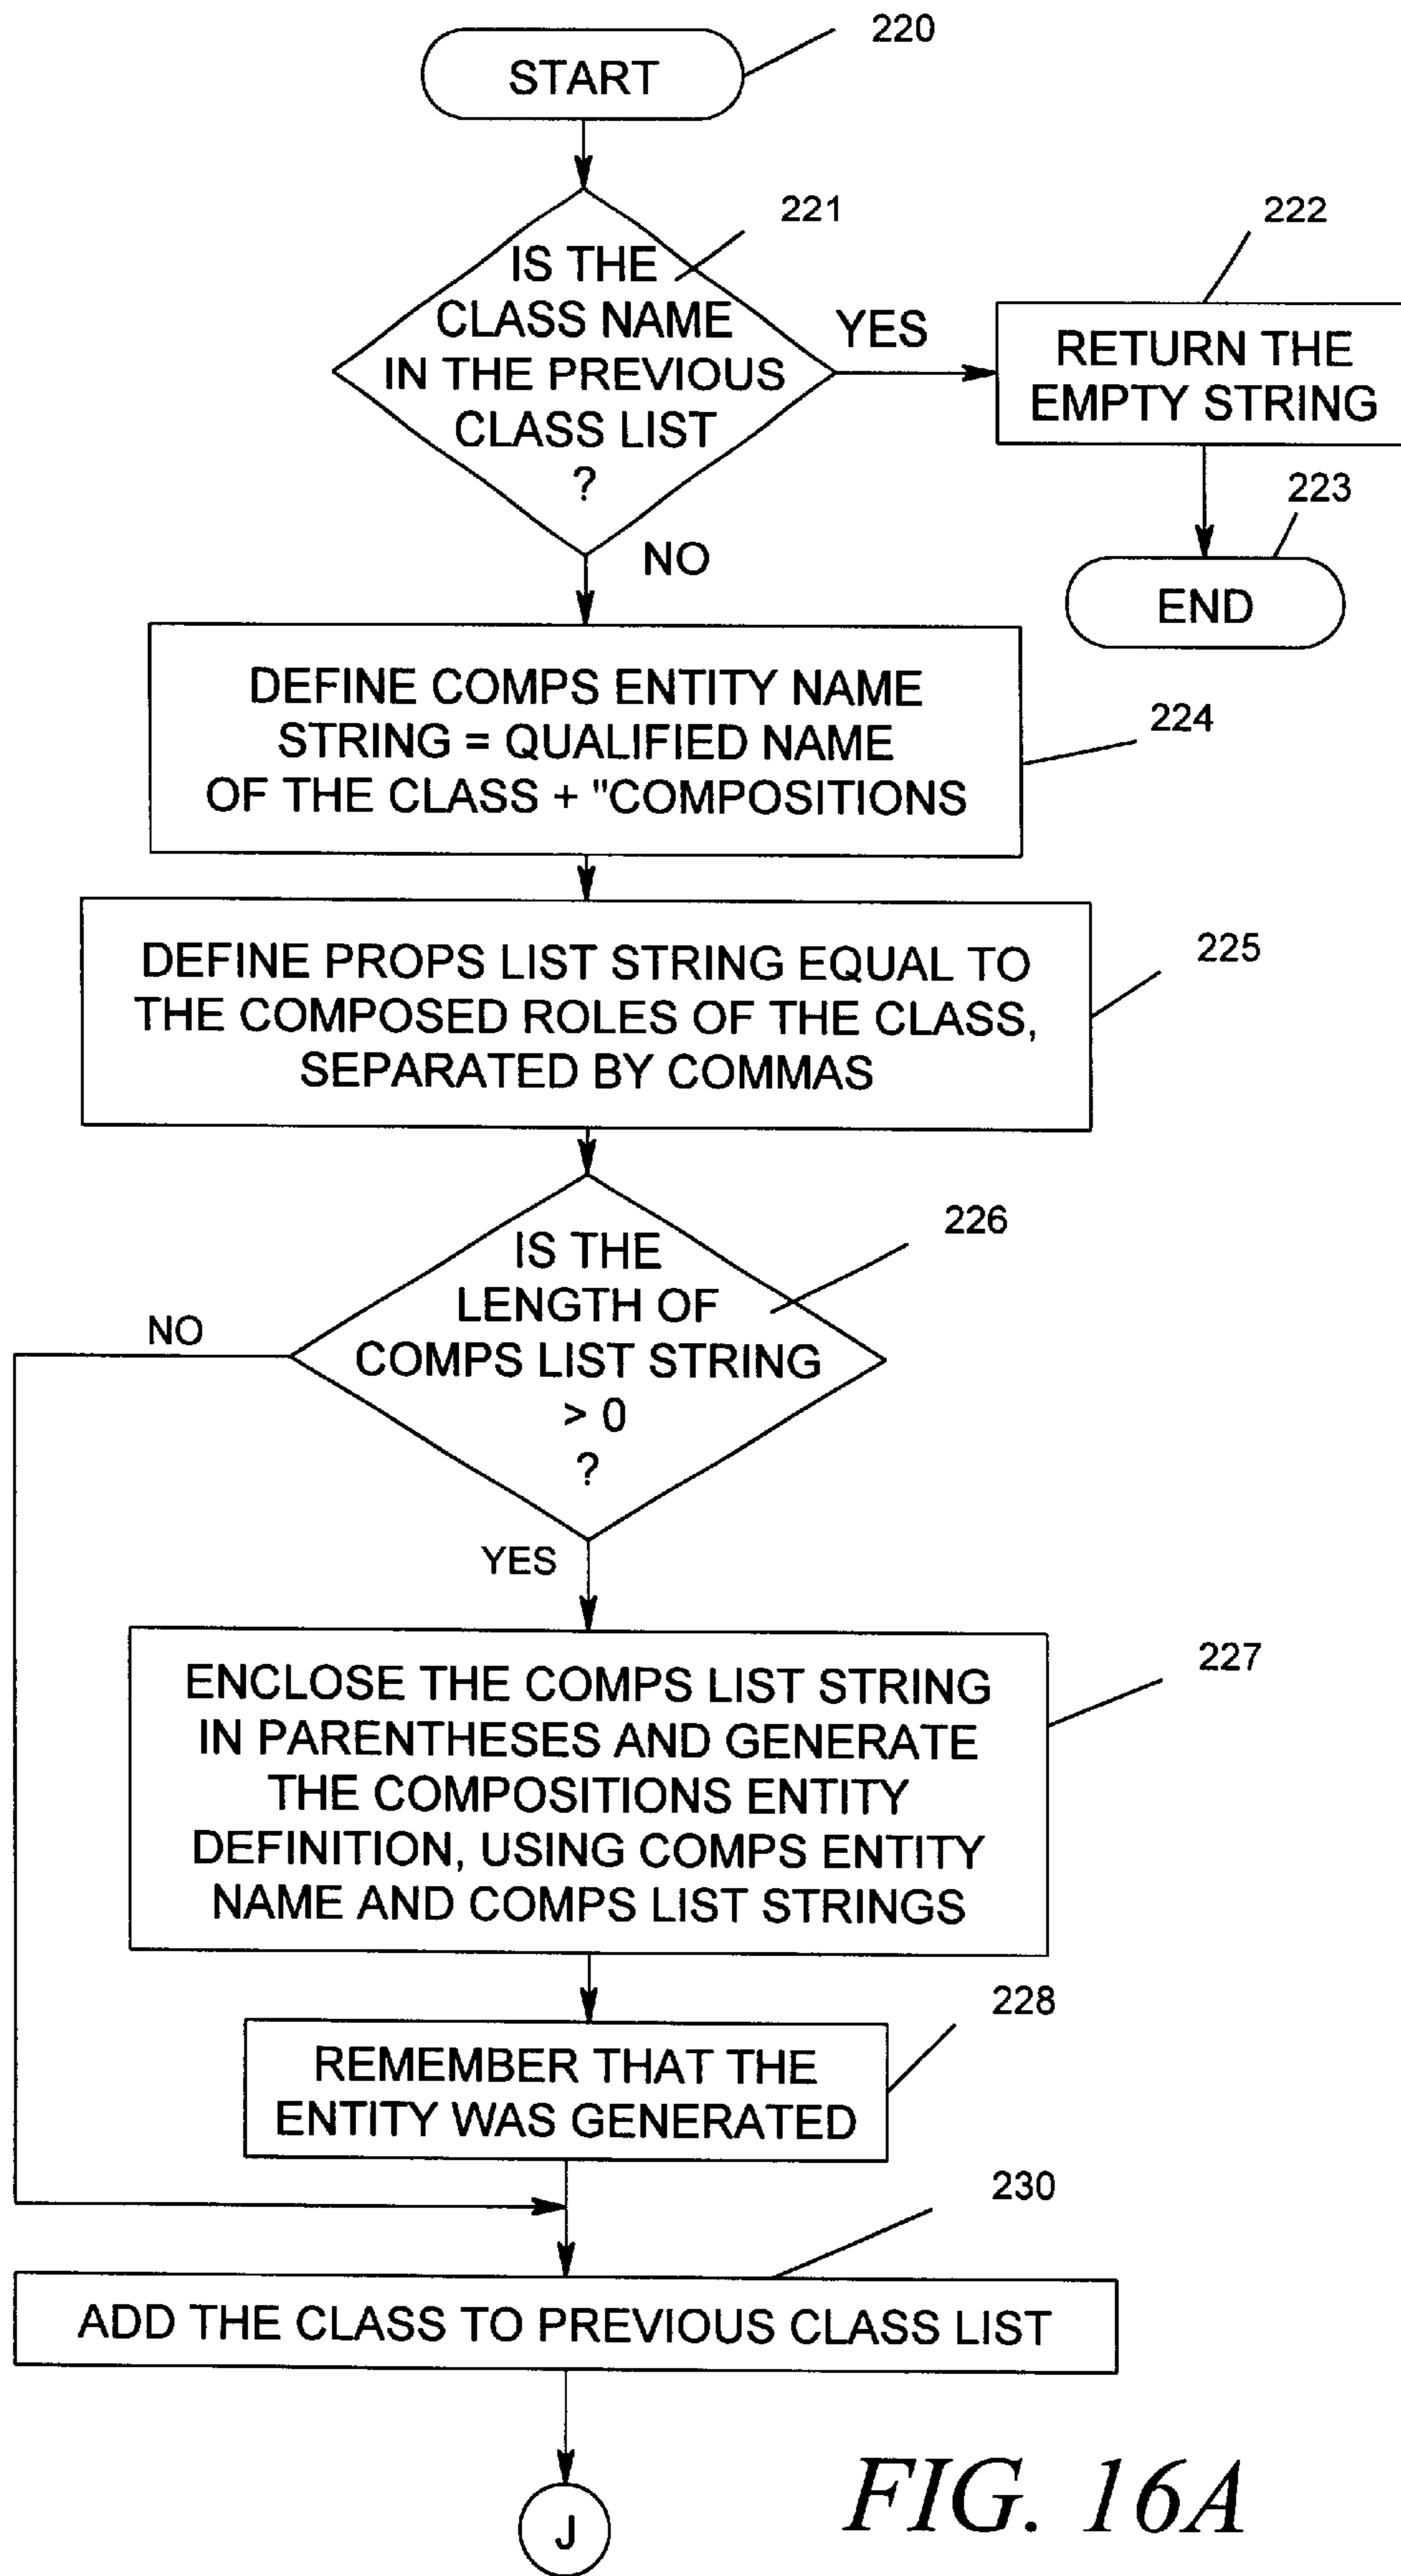 START
220
IS THE
CLASS NAME
IN THE PREVIOUS
CLASS LIST
?
221
YES
222
RETURN THE
EMPTY STRING
223
END
NO
DEFINE COMPS ENTITY NAME
STRING = QUALIFIED NAME
OF THE CLASS + "COMPOSITIONS
224
DEFINE PROPS LIST STRING EQUAL TO
THE COMPOSED ROLES OF THE CLASS,
SEPARATED BY COMMAS
225
IS THE
LENGTH OF
COMPS LIST STRING
> 0
?
226
NO
YES
ENCLOSE THE COMPS LIST STRING
IN PARENTHESES AND GENERATE
THE COMPOSITIONS ENTITY
DEFINITION, USING COMPS ENTITY
NAME AND COMPS LIST STRINGS
227
REMEMBER THAT THE
ENTITY WAS GENERATED
228
230
ADD THE CLASS TO PREVIOUS CLASS LIST
J
FIG. 16A